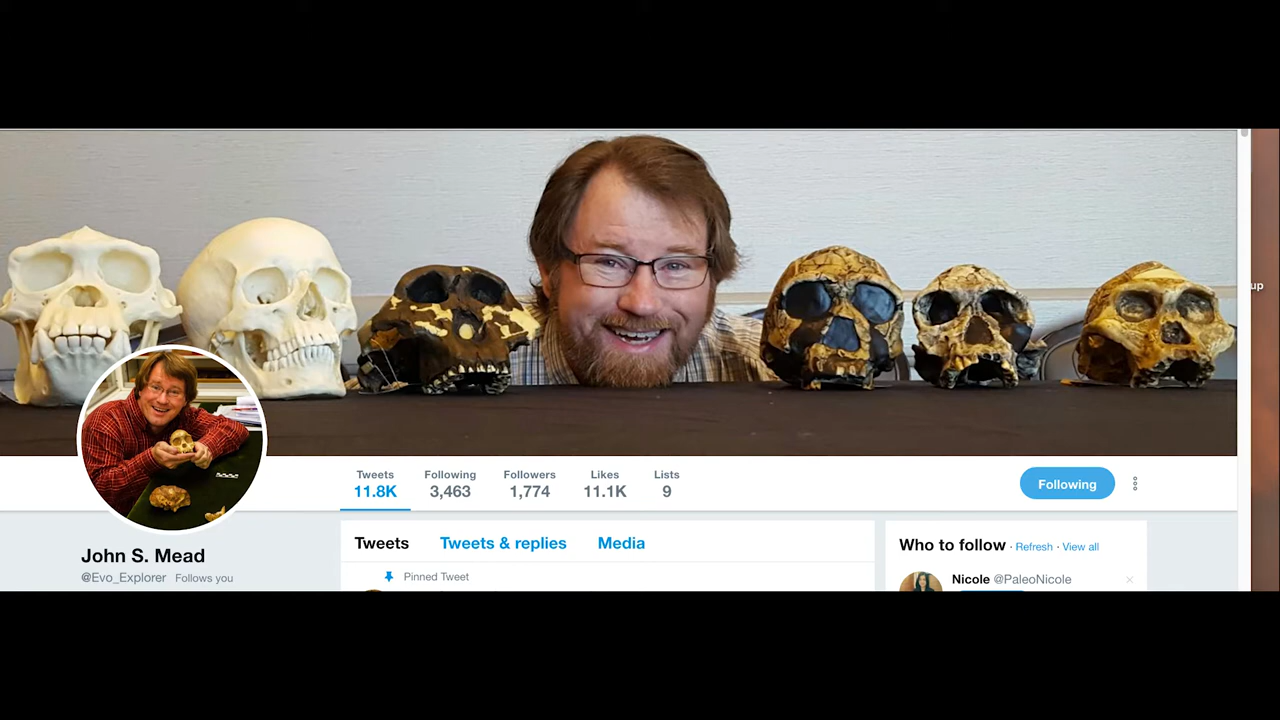 up
Tweets Following Followers Likes Lists
11.8K 3,463 1,774 11.1K 9
Following
John S. Mead
@Evo_Explorer Follows you
Tweets Tweets & replies Media
Pinned Tweet
Who to follow · Refresh · View all
Nicole @PaleoNicole